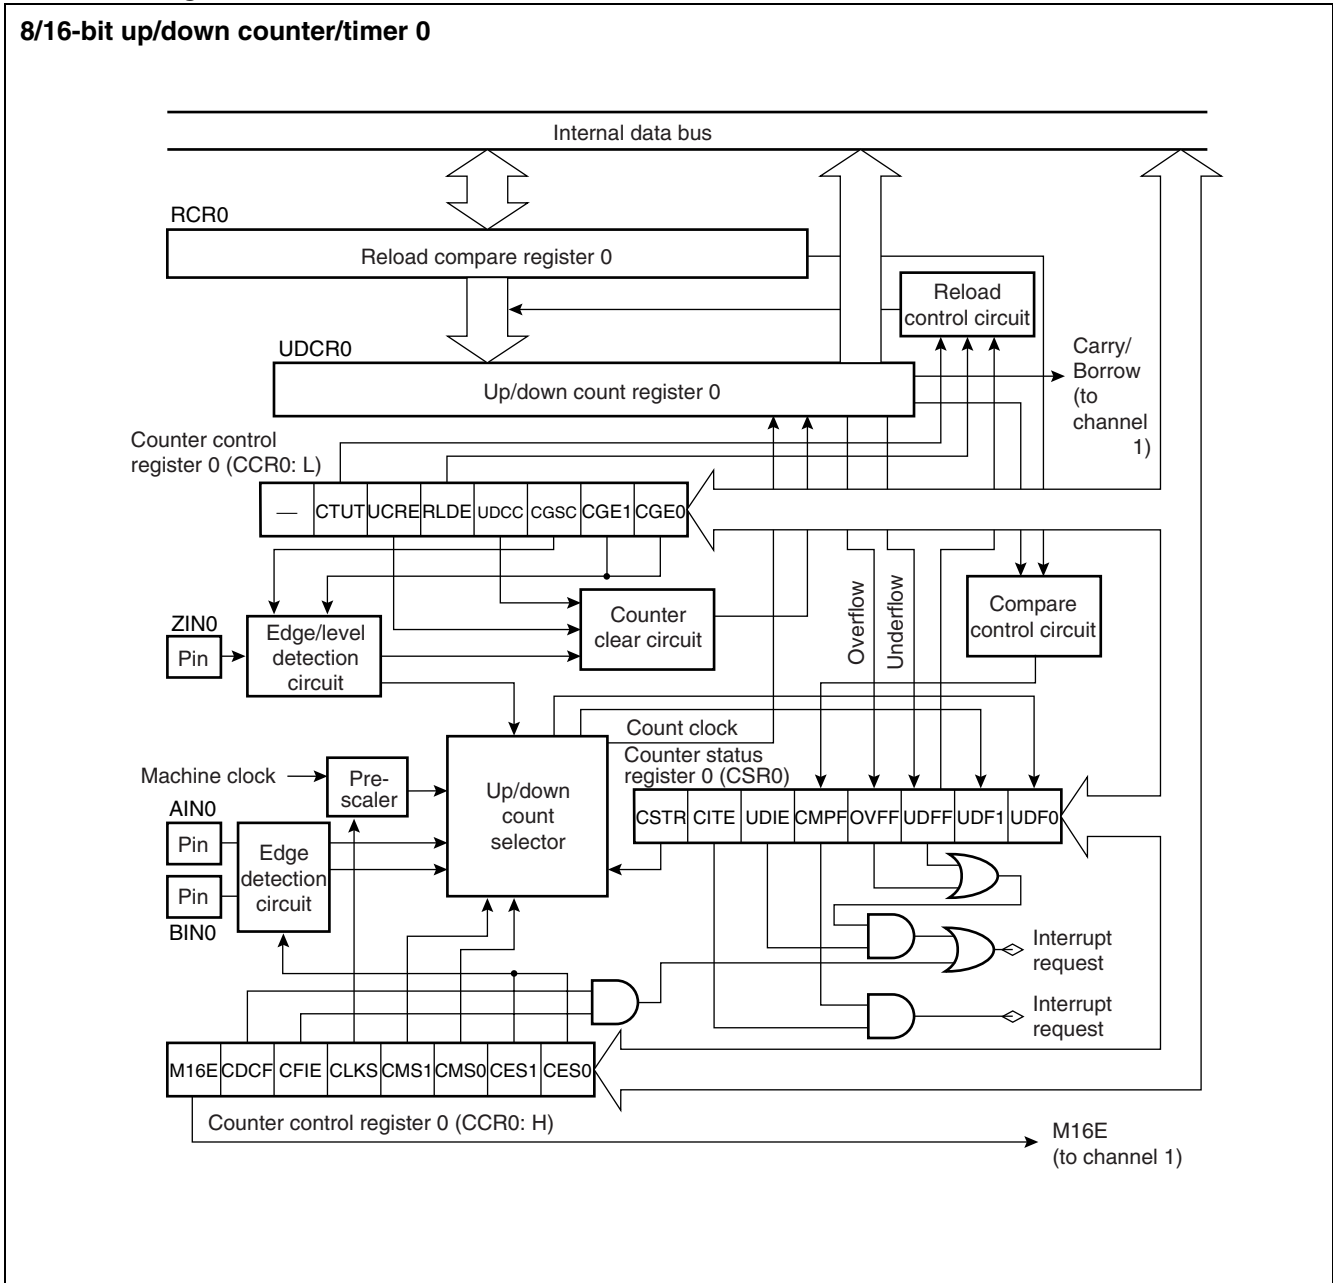 8/16-bit up/down counter/timer 0
Internal data bus
RCR0
Reload compare register 0
Reload
control circuit
UDCR0
Up/down count register 0
Carry/
Borrow
(to
channel
1)
Counter control
register 0 (CCR0: L)
— CTUT UCRE RLDE UDCC CGSC CGE1 CGE0
ZIN0
Pin
Edge/level
detection
circuit
Counter
clear circuit
Overflow
Underflow
Compare
control circuit
Count clock
Counter status
register 0 (CSR0)
Machine clock
Pre-
scaler
Up/down
count
selector
CSTR CITE UDIE CMPF OVFF UDFF UDF1 UDF0
AIN0
Pin
Edge
detection
circuit
Pin
BIN0
Interrupt
request
Interrupt
request
M16E CDCF CFIE CLKS CMS1 CMS0 CES1 CES0
Counter control register 0 (CCR0: H)
M16E
(to channel 1)